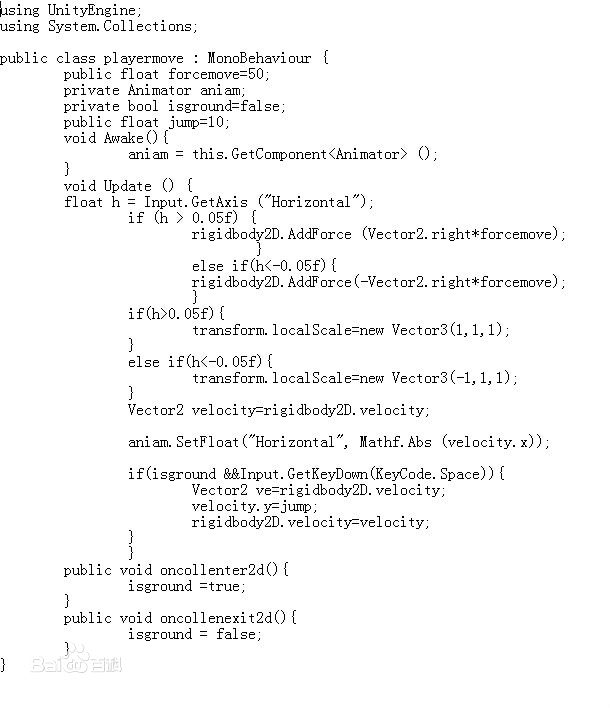 using UnityEngine;
using System.Collections;
public class playermove : MonoBehaviour {
public float forcemove=50;
private Animator aniam;
private bool isground=false;
public float jump=10;
void Awake(){
aniam = this.GetComponent<Animator> ();
}
void Update () {
float h = Input.GetAxis ("Horizontal");
if (h > 0.05f) {
rigidbody2D.AddForce (Vector2.right*forcemove);
}
else if(h<-0.05f){
rigidbody2D.AddForce(-Vector2.right*forcemove);
}
if(h>0.05f){
transform.localScale=new Vector3(1,1,1);
}
else if(h<-0.05f){
transform.localScale=new Vector3(-1,1,1);
}
Vector2 velocity=rigidbody2D.velocity;
aniam.SetFloat("Horizontal", Mathf.Abs (velocity.x));
if(isground &&Input.GetKeyDown(KeyCode.Space)){
Vector2 ve=rigidbody2D.velocity;
velocity.y=jump;
rigidbody2D.velocity=velocity;
}
}
public void oncollenter2d(){
isground =true;
}
public void oncollenexit2d(){
isground = false;
}
}
Bai百科